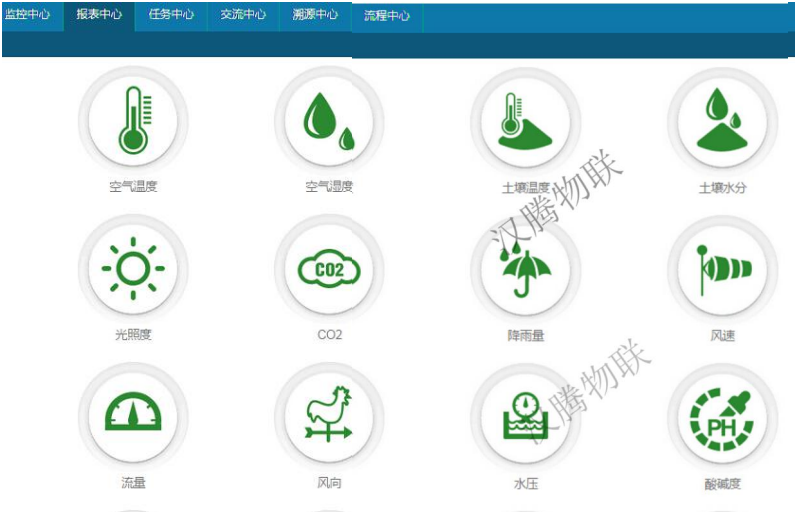 监控中心 报表中心 任务中心 交流中心 溯源中心 流程中心
空气温度 空气湿度 土壤温度 土壤水分
汉腾物联
CO2
光照度 CO2 降雨量 风速
汉腾物联
PH
流量 风向 水压 酸碱度